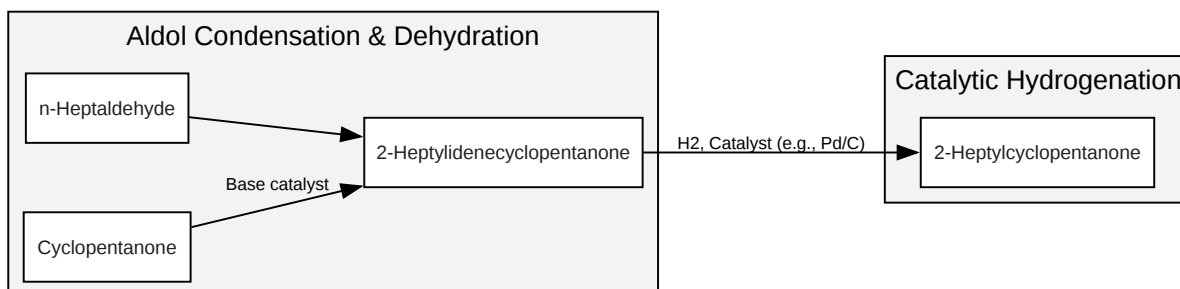 Aldol Condensation & Dehydration
n-Heptaldehyde
Base catalyst
Cyclopentanone
2-Heptylidenecyclopentanone
H2, Catalyst (e.g., Pd/C)
Catalytic Hydrogenation
2-Heptylcyclopentanone